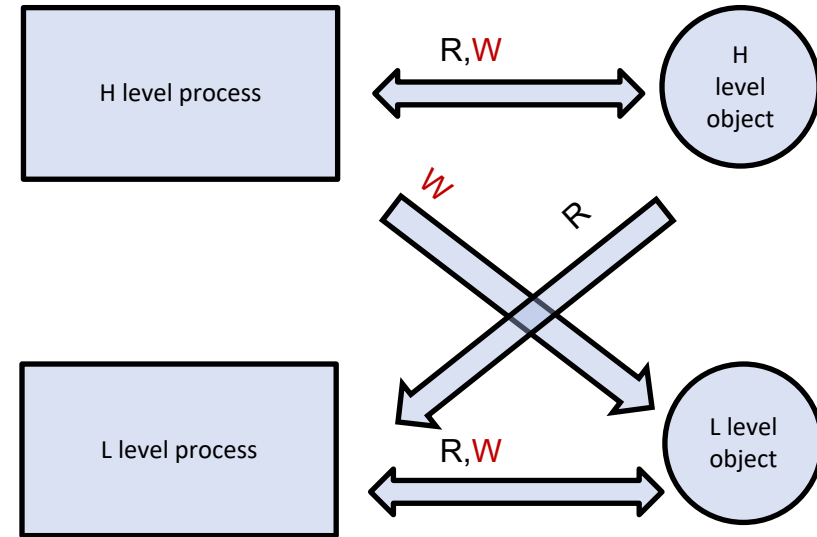 R,W
H level process
H
level
object
W
R
L level process
R,W
L level
object